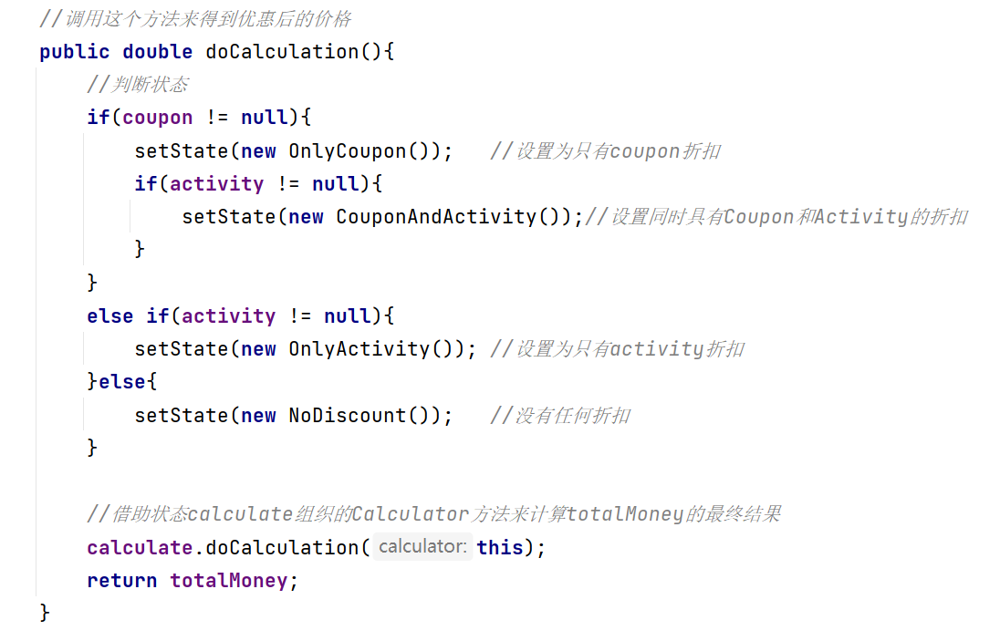 //调用这个方法来得到优惠后的价格
public double doCalculation(){
//判断状态
if(coupon != null){
setState(new OnlyCoupon());   //设置为只有coupon折扣
if(activity != null){
setState(new CouponAndActivity());//设置同时具有Coupon和Activity的折扣
}
}
else if(activity != null){
setState(new OnlyActivity()); //设置为只有activity折扣
}else{
setState(new NoDiscount());   //没有任何折扣
}
//借助状态calculate组织的Calculator方法来计算totalMoney的最终结果
calculate.doCalculation( calculator: this);
return totalMoney;
}